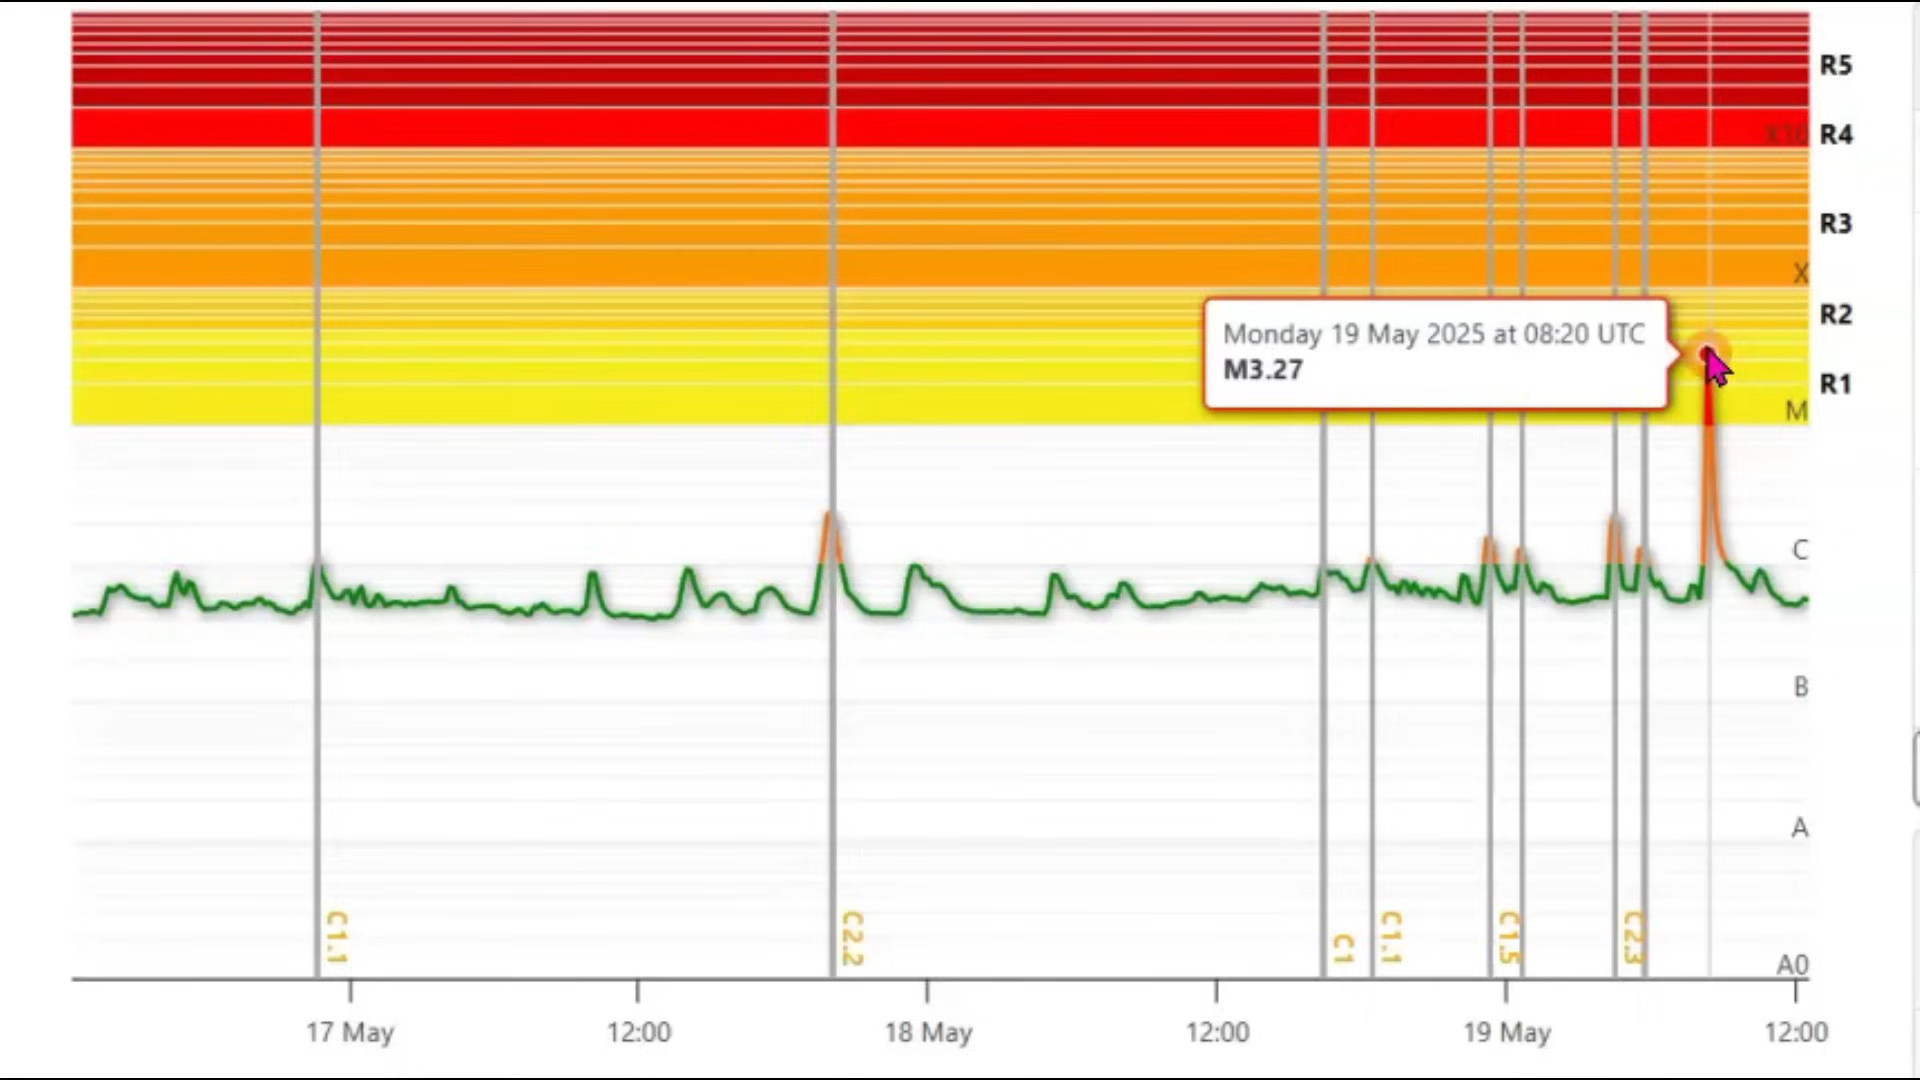 R5
X10
R4
R3
X
R2
Monday 19 May 2025 at 08:20 UTC
M3.27
R1
M
C
B
A
C1.1
C2.2
C1
C1.1
C1.5
C2.3
A0
17 May
12:00
18 May
12:00
19 May
12:00